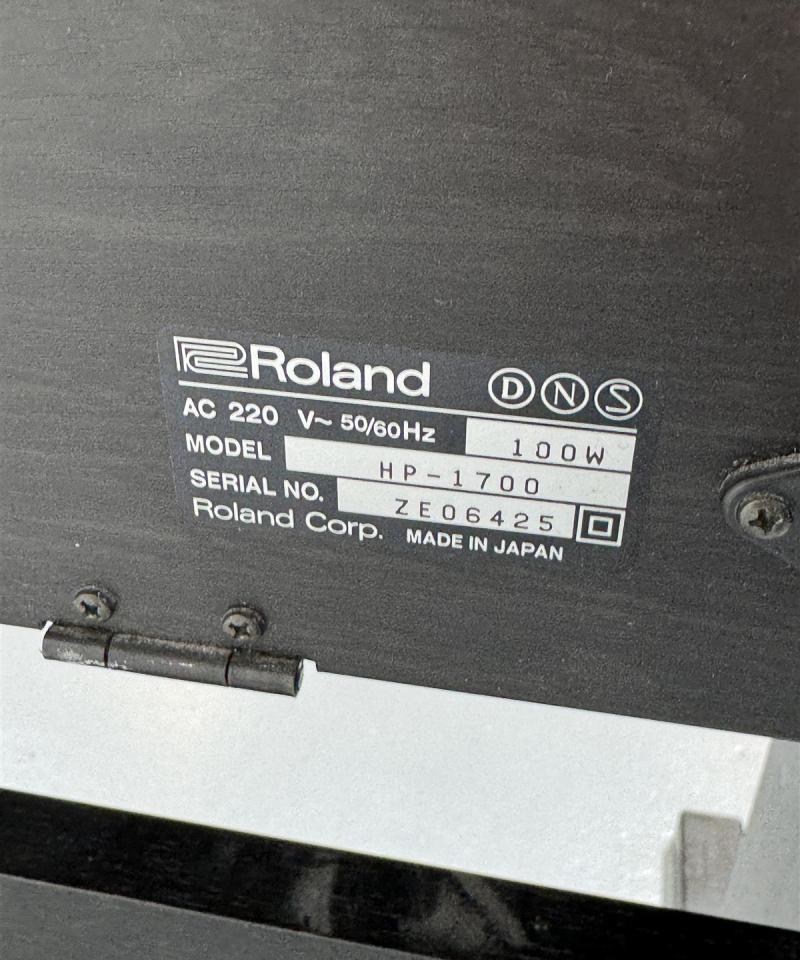 Roland D N S
AC 220 V~ 50/60Hz 100W
MODEL HP-1700
SERIAL NO. ZE06425
Roland Corp. MADE IN JAPAN